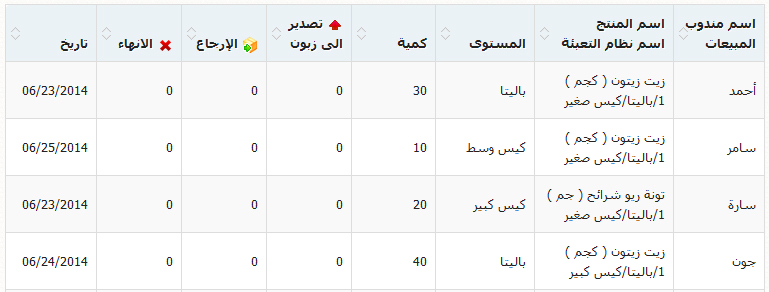 اسم مندوب المبيعات | اسم المنتج اسم نظام التعبئة | المستوى | كمية | تصدير الى زبون | الإرجاع | الانهاء | تاريخ
أحمد | زيت زيتون ( كجم ) 1/باليتا/كيس صغير | باليتا | 30 | 0 | 0 | 0 | 06/23/2014
سامر | زيت زيتون ( كجم ) 1/باليتا/كيس صغير | كيس وسط | 10 | 0 | 0 | 0 | 06/25/2014
سارة | تونة ريو شرائح ( جم ) 1/باليتا/كيس صغير | كيس كبير | 20 | 0 | 0 | 0 | 06/23/2014
جون | زيت زيتون ( كجم ) 1/باليتا/كيس كبير | باليتا | 40 | 0 | 0 | 0 | 06/24/2014